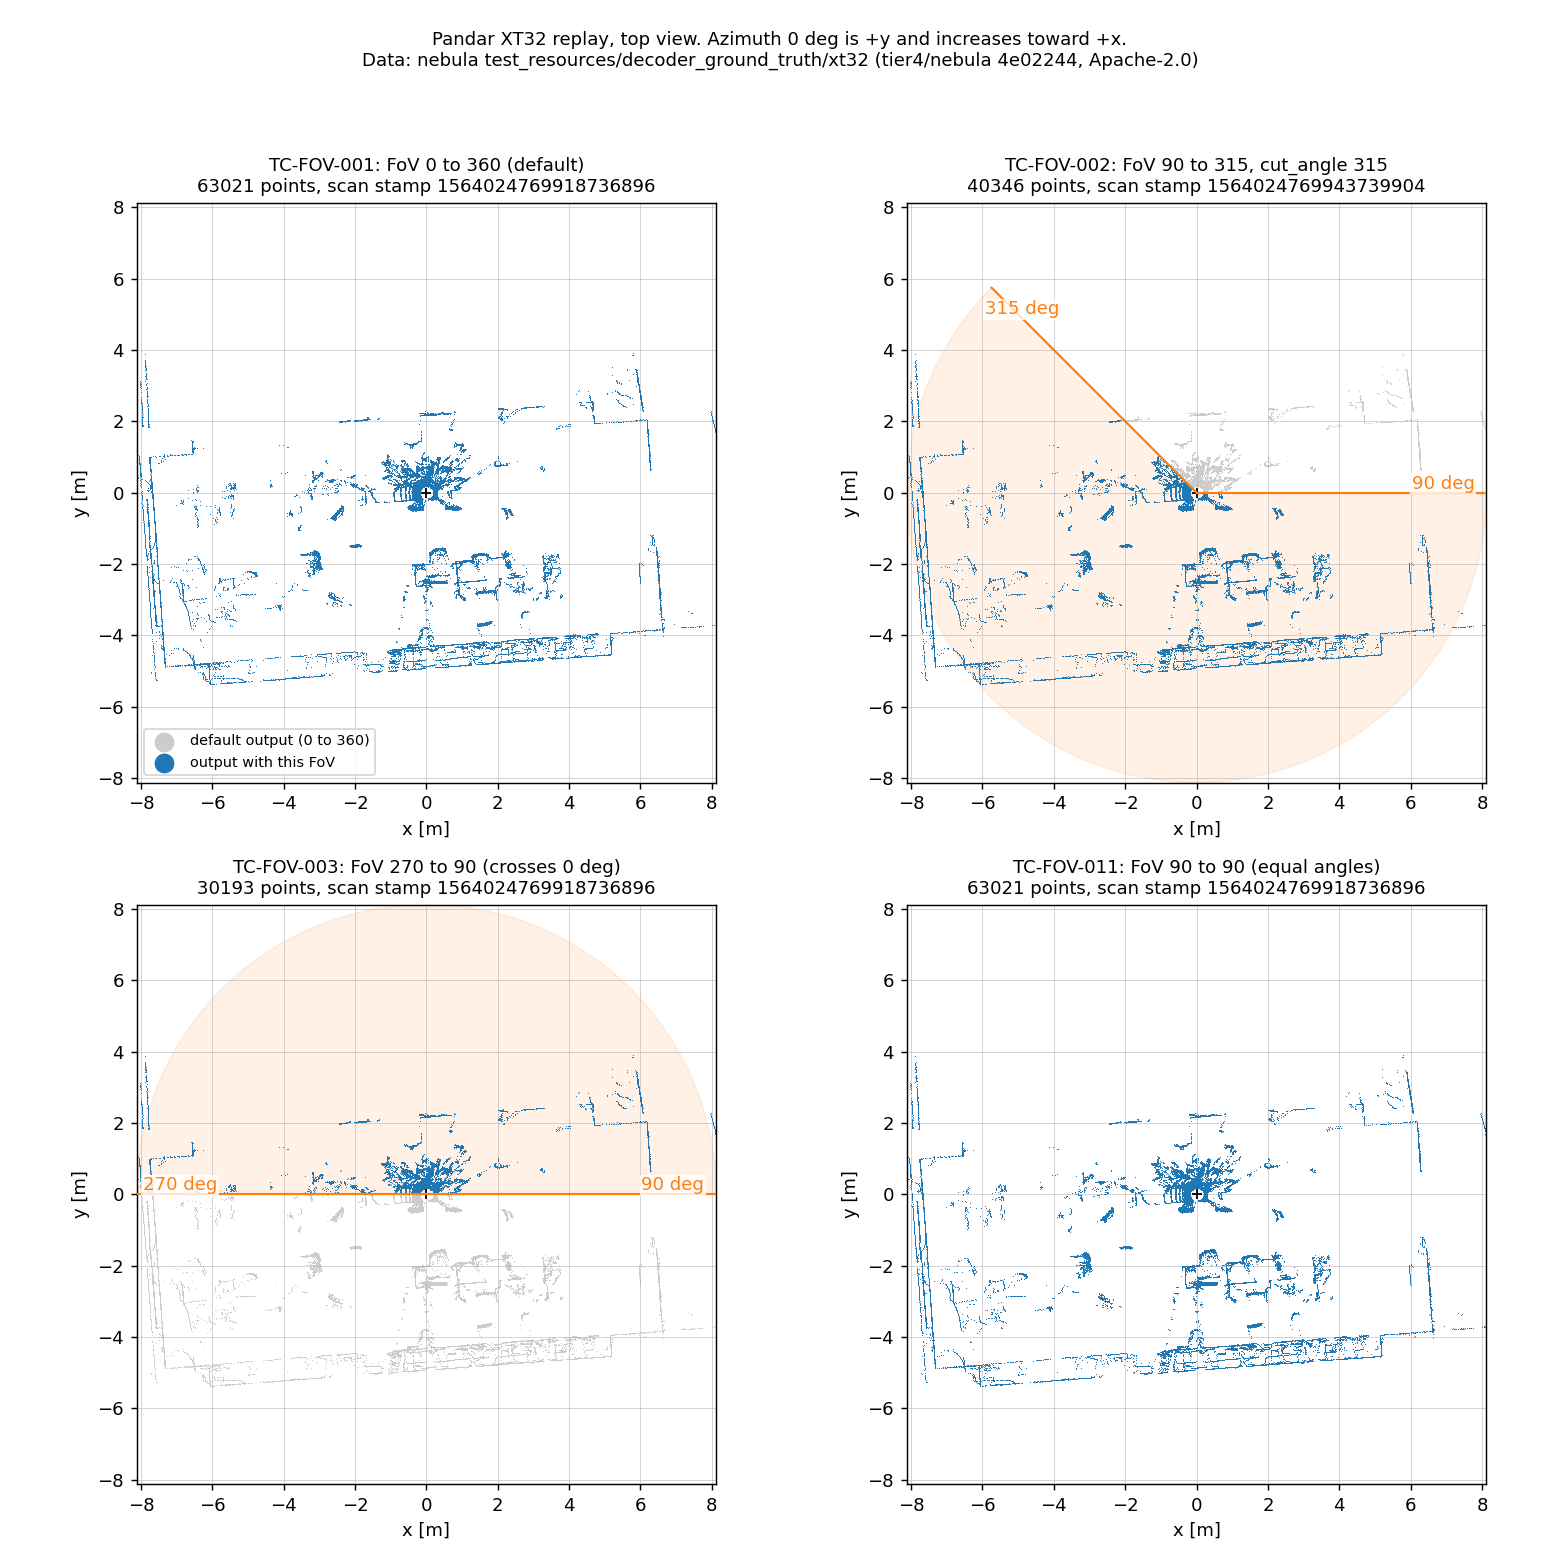 Pandar XT32 replay, top view. Azimuth 0 deg is +y and increases toward +x.
Data: nebula test_resources/decoder_ground_truth/xt32 (tier4/nebula 4e02244, Apache-2.0)
TC-FOV-001: FoV 0 to 360 (default)
63021 points, scan stamp 1564024769918736896
8
6
4
2
0
−2
−4
−6
−8
y [m]
default output (0 to 360)
output with this FoV
−8 −6 −4 −2 0 2 4 6 8
x [m]
TC-FOV-002: FoV 90 to 315, cut_angle 315
40346 points, scan stamp 1564024769943739904
8
6
4
2
0
−2
−4
−6
−8
y [m]
315 deg
90 deg
−8 −6 −4 −2 0 2 4 6 8
x [m]
TC-FOV-003: FoV 270 to 90 (crosses 0 deg)
30193 points, scan stamp 1564024769918736896
8
6
4
2
0
−2
−4
−6
−8
y [m]
270 deg
90 deg
−8 −6 −4 −2 0 2 4 6 8
x [m]
TC-FOV-011: FoV 90 to 90 (equal angles)
63021 points, scan stamp 1564024769918736896
8
6
4
2
0
−2
−4
−6
−8
y [m]
−8 −6 −4 −2 0 2 4 6 8
x [m]